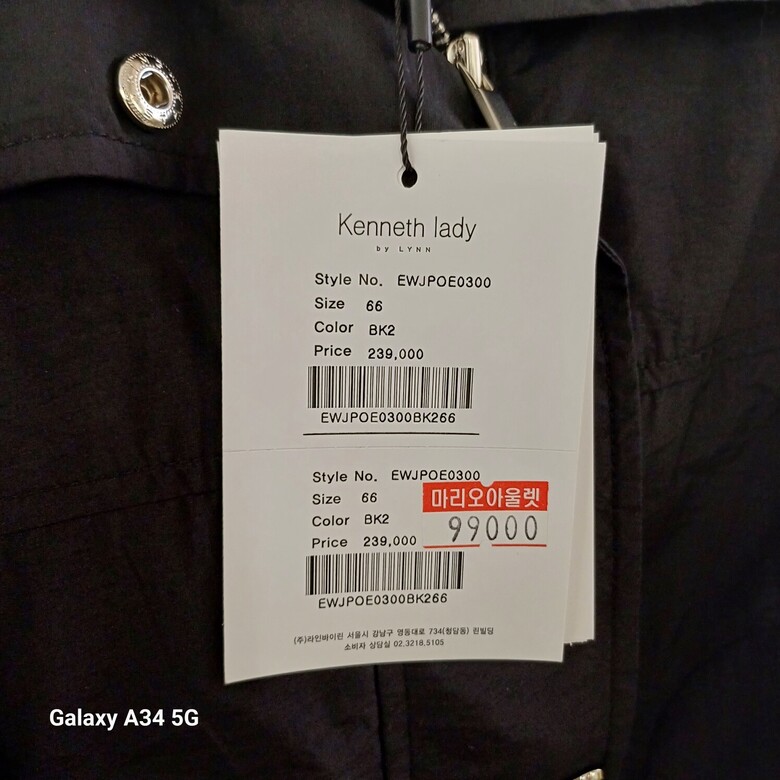 Kenneth lady
by LYNN
Style No. EWJPOE0300
Size 66
Color BK2
Price 239,000
EWJPOE0300BK266
Style No. EWJPOE0300
Size 66
Color BK2
Price 239,000
마리오아울렛
99000
EWJPOE0300BK266
(주)라인바이린 서울시 강남구 영동대로 734(청담동) 린빌딩
소비자 상담실 02.3218.5105
Galaxy A34 5G